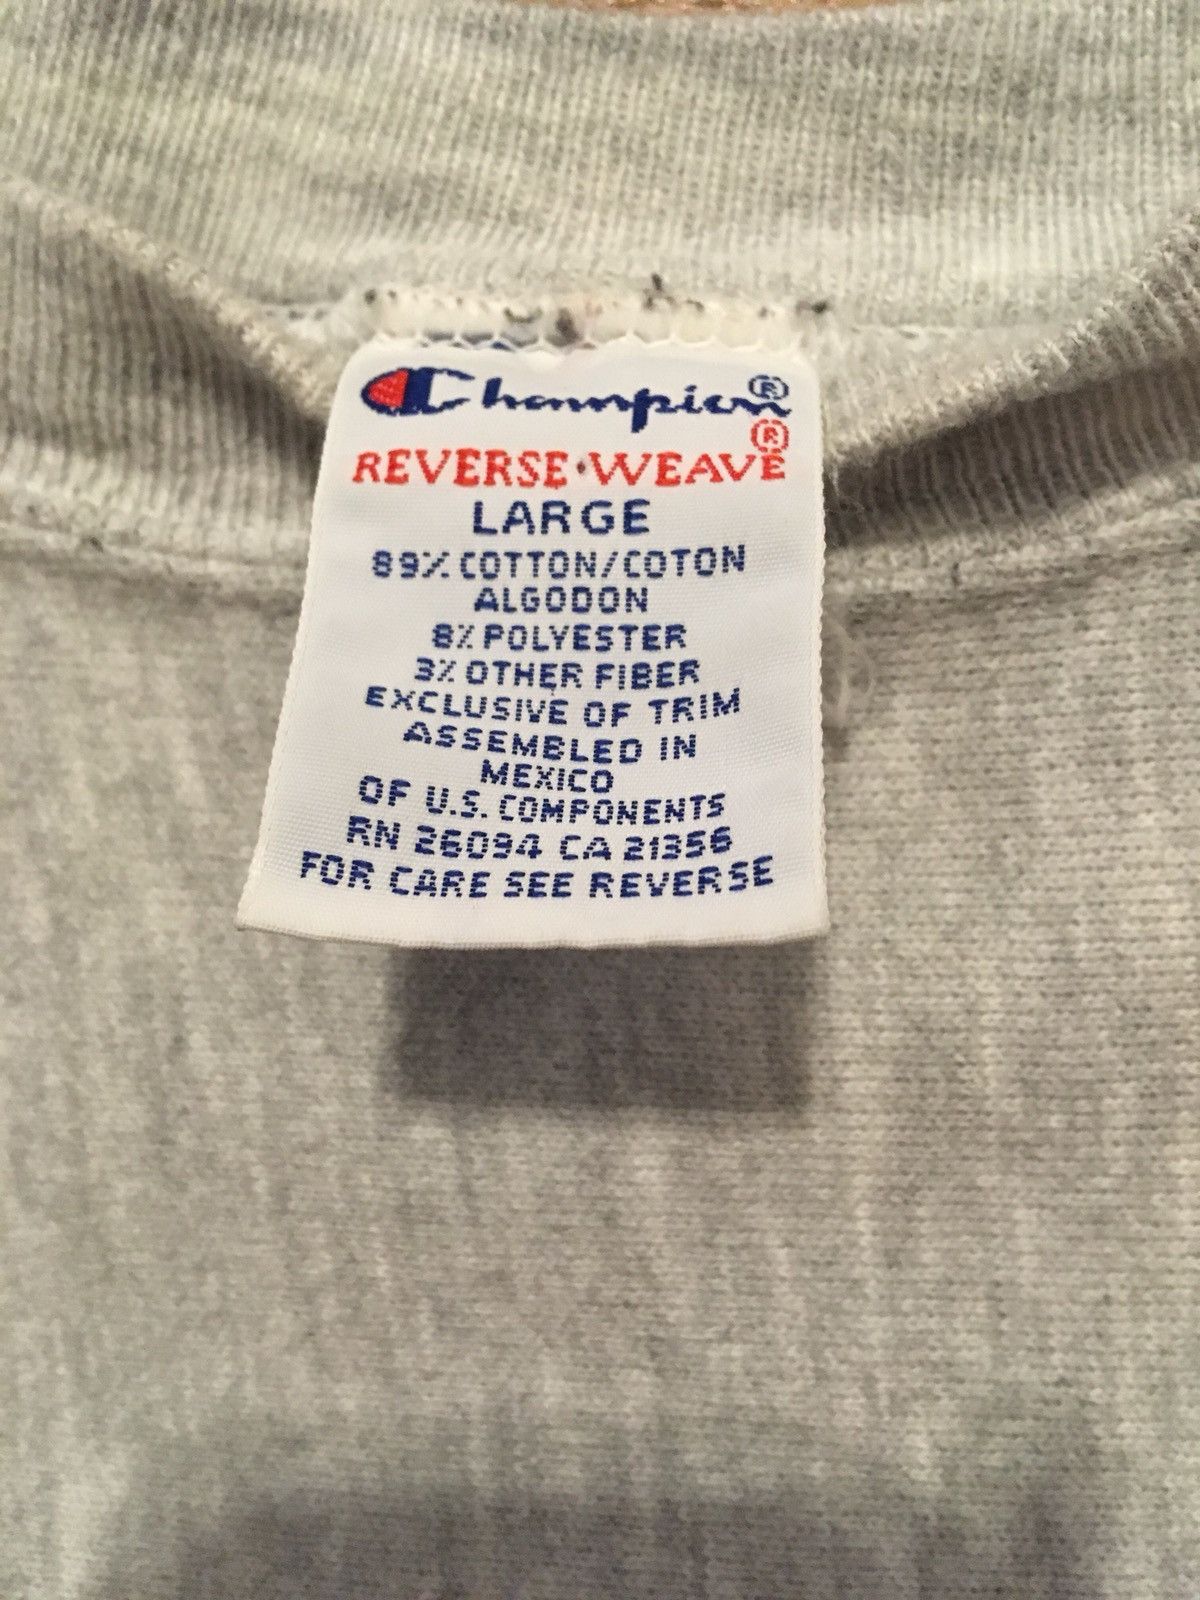 Champion®
REVERSE·WEAVE®
LARGE
89% COTTON/COTON
ALGODON
8% POLYESTER
3% OTHER FIBER
EXCLUSIVE OF TRIM
ASSEMBLED IN
MEXICO
OF U.S. COMPONENTS
RN 26094 CA 21356
FOR CARE SEE REVERSE